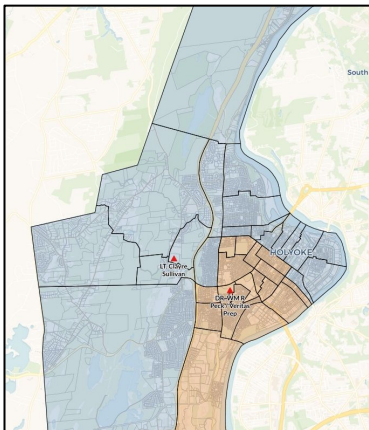 South
HOLYOKE
LT Clayre
Sullivan
DR WM R
Peck : Veritas
Prep